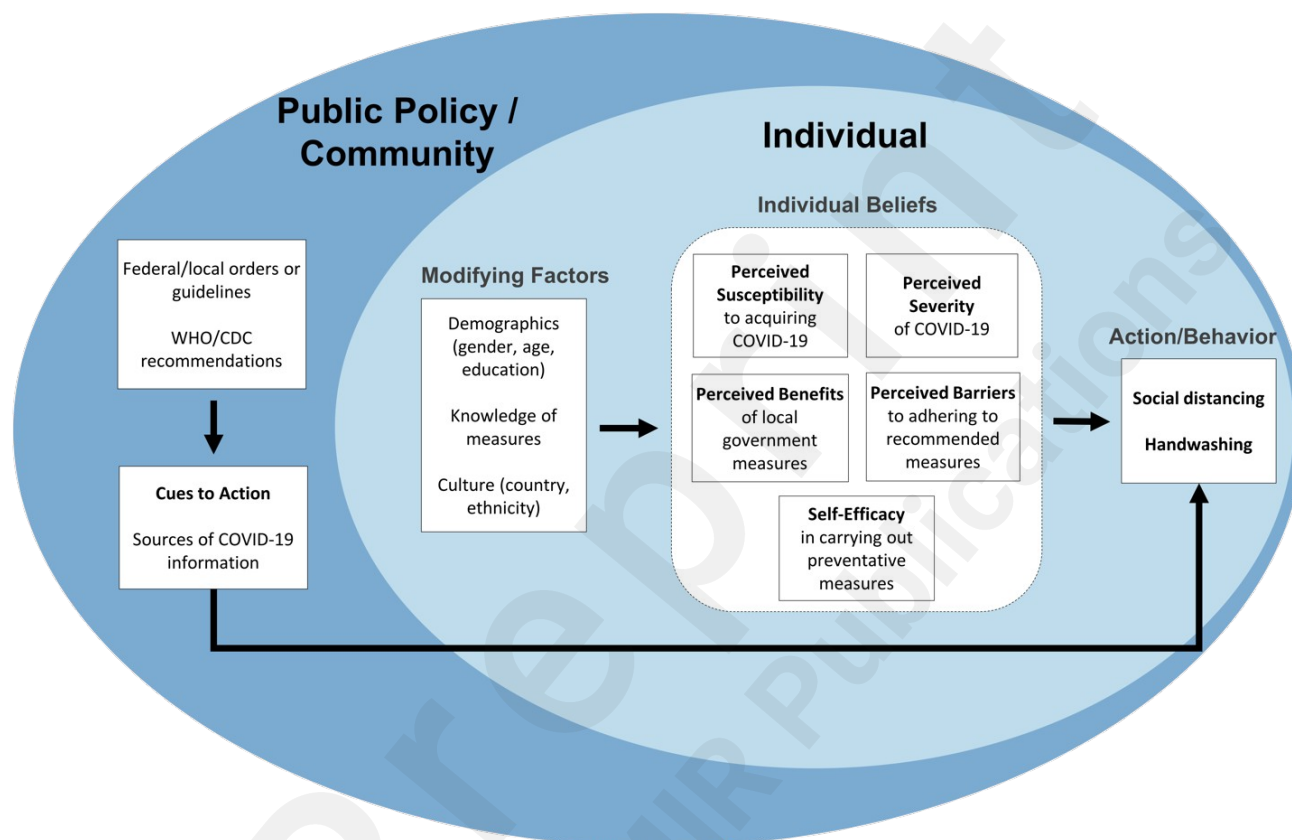 Public Policy /
Community
Individual
Individual Beliefs
Federal/local orders or
guidelines
WHO/CDC
recommendations
Cues to Action
Sources of COVID-19
information
Modifying Factors
Demographics
(gender, age,
education)
Knowledge of
measures
Culture (country,
ethnicity)
Perceived
Susceptibility
to acquiring
COVID-19
Perceived
Severity
of COVID-19
Perceived Benefits
of local
government
measures
Perceived Barriers
to adhering to
recommended
measures
Self-Efficacy
in carrying out
preventative
measures
Action/Behavior
Social distancing
Handwashing
Preprint
JMIR Publications